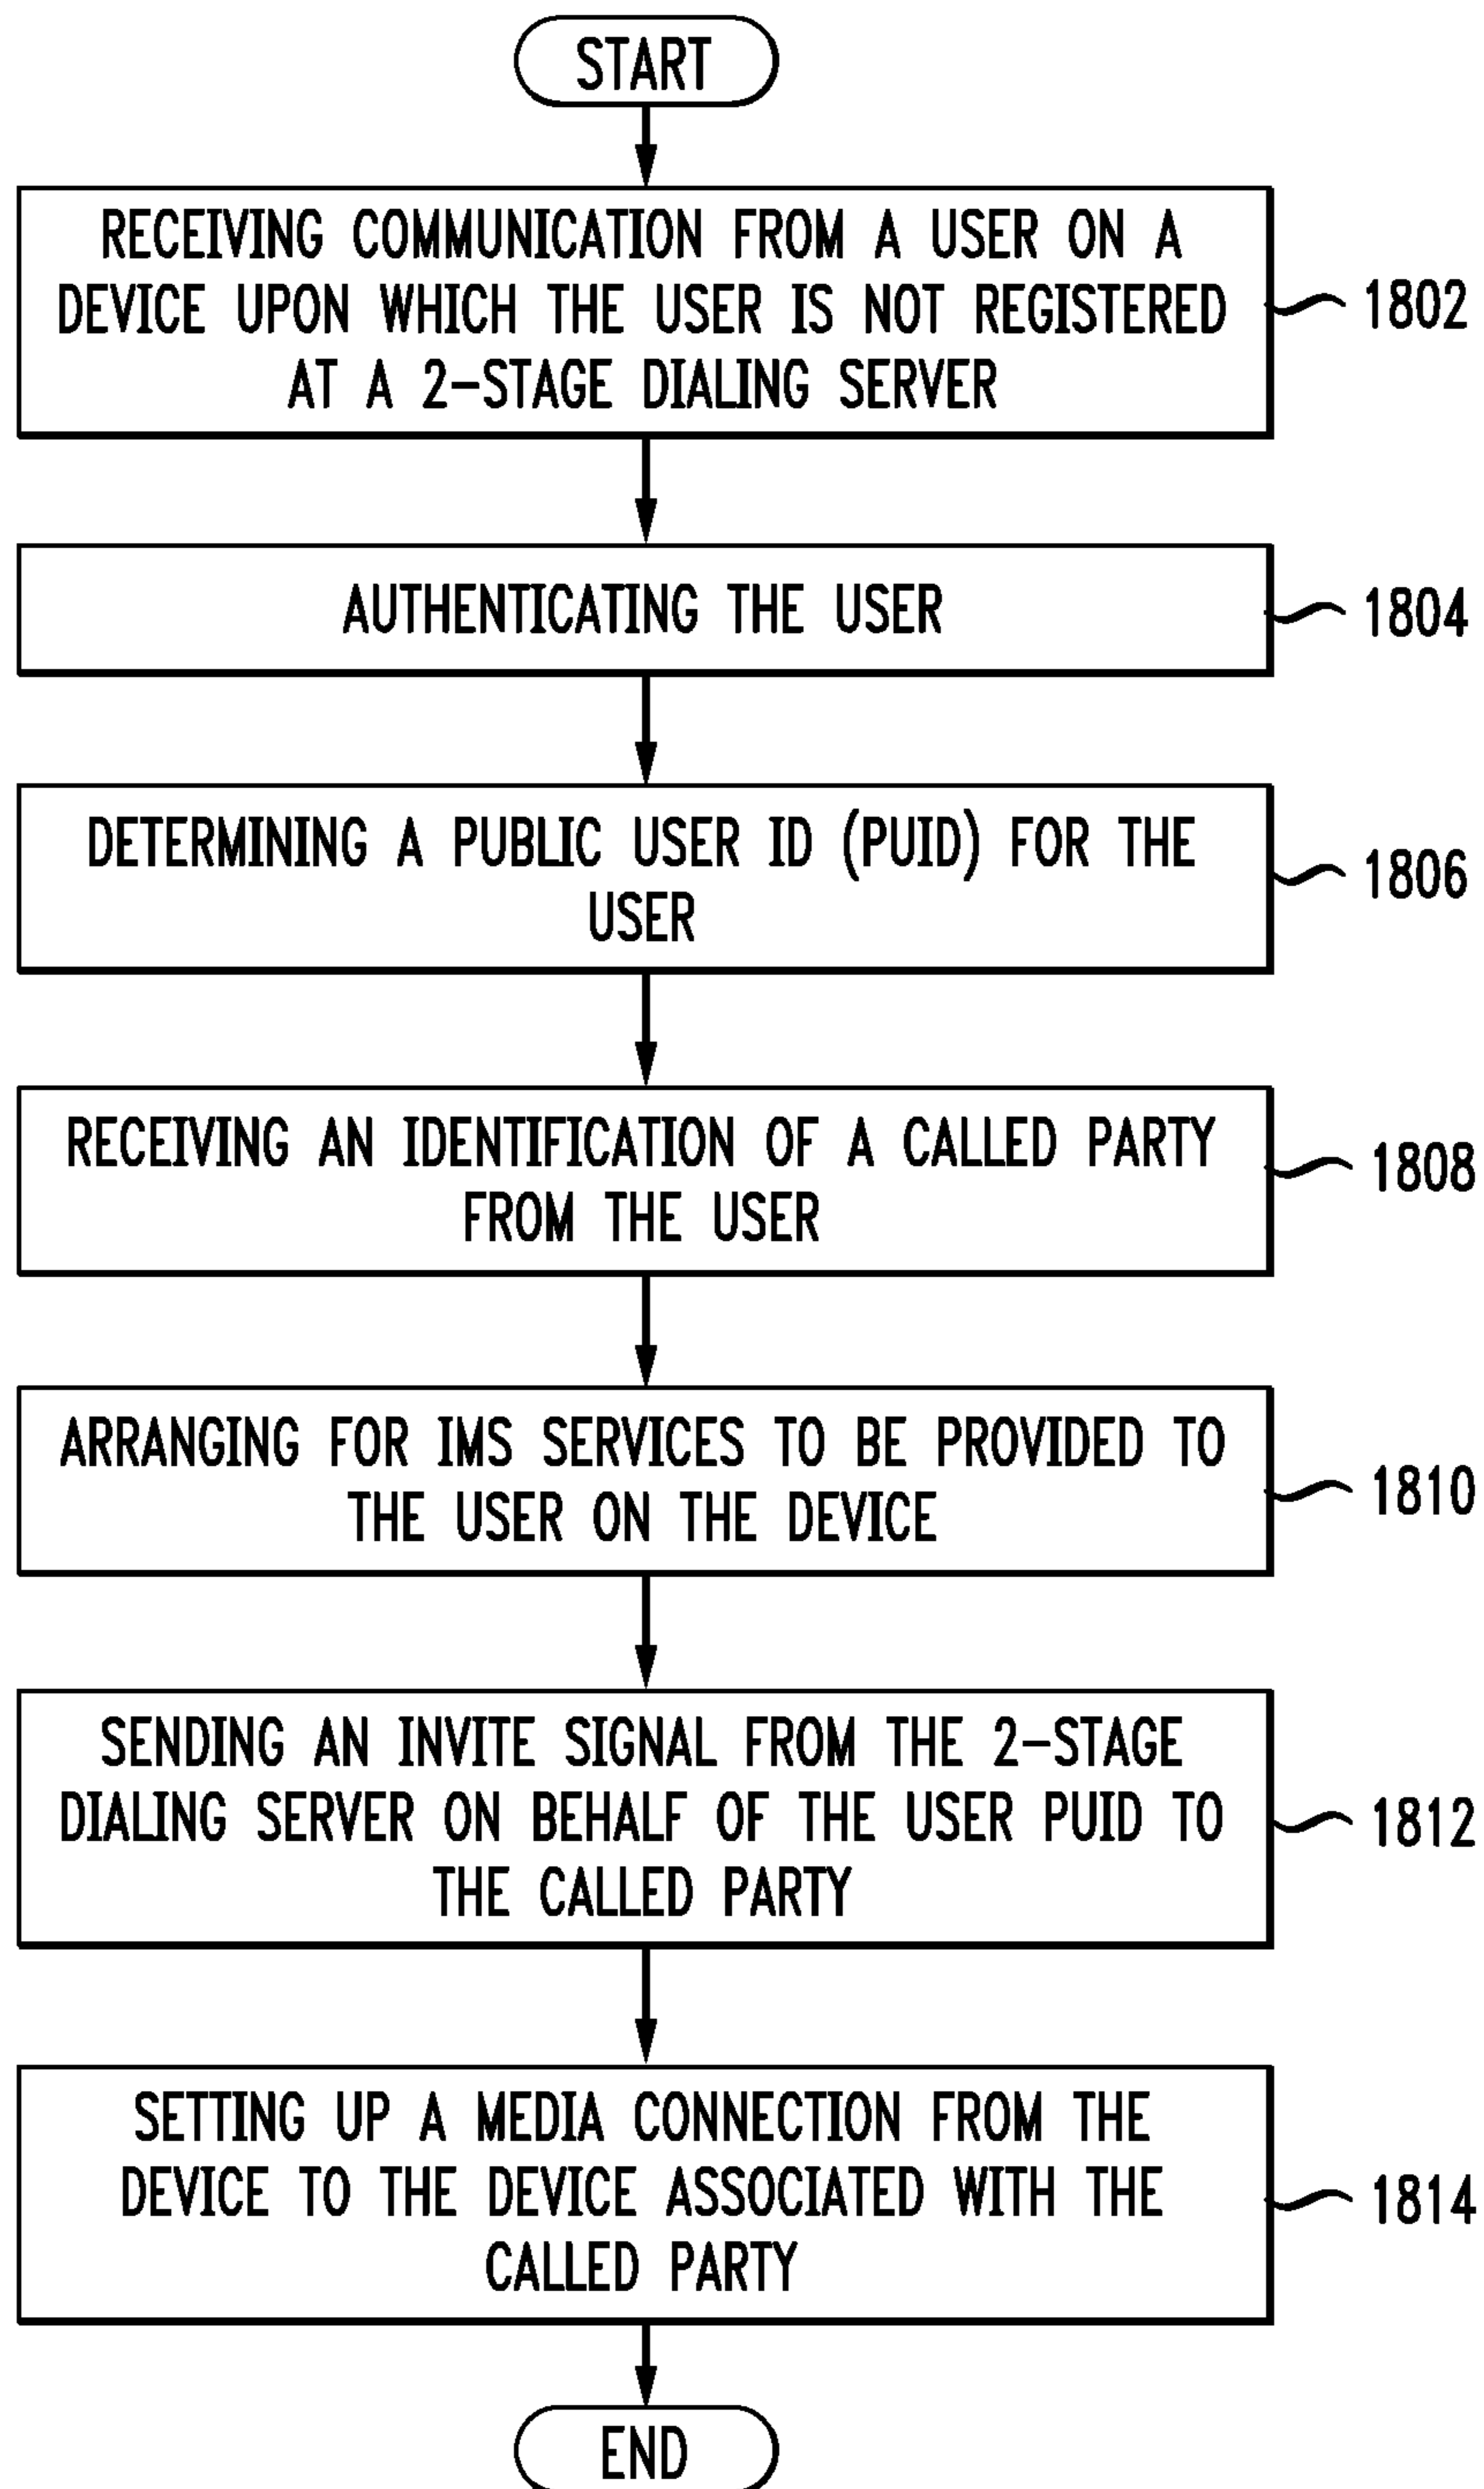 START
RECEIVING COMMUNICATION FROM A USER ON A
DEVICE UPON WHICH THE USER IS NOT REGISTERED
AT A 2-STAGE DIALING SERVER
1802
AUTHENTICATING THE USER
1804
DETERMINING A PUBLIC USER ID (PUID) FOR THE
USER
1806
RECEIVING AN IDENTIFICATION OF A CALLED PARTY
FROM THE USER
1808
ARRANGING FOR IMS SERVICES TO BE PROVIDED TO
THE USER ON THE DEVICE
1810
SENDING AN INVITE SIGNAL FROM THE 2-STAGE
DIALING SERVER ON BEHALF OF THE USER PUID TO
THE CALLED PARTY
1812
SETTING UP A MEDIA CONNECTION FROM THE
DEVICE TO THE DEVICE ASSOCIATED WITH THE
CALLED PARTY
1814
END